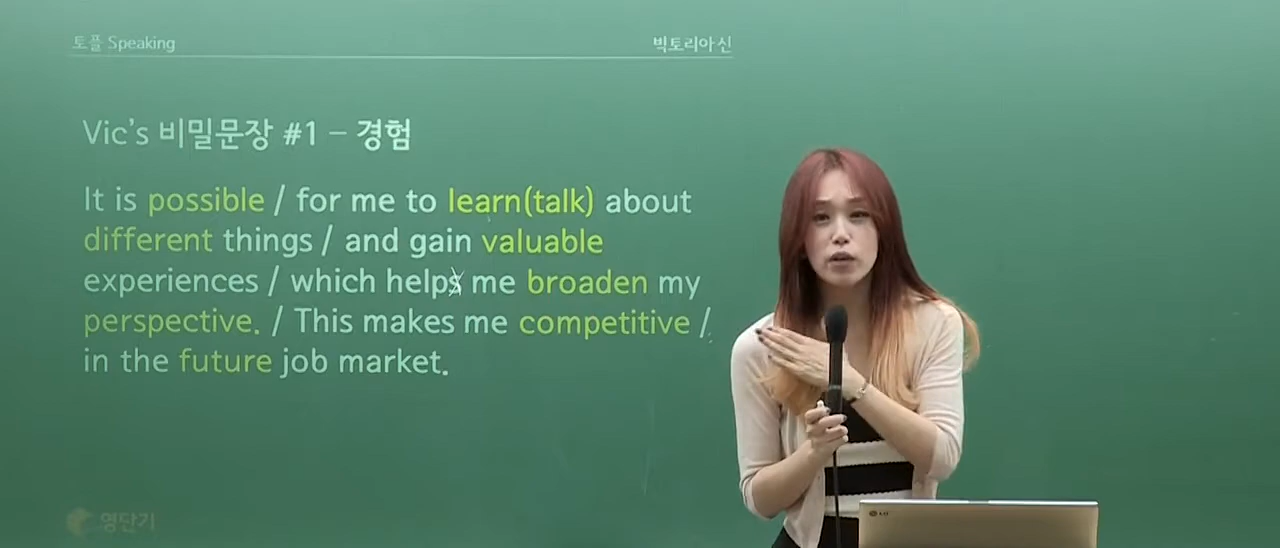 토플 Speaking
빅토리아 신
Vic's 비밀문장 #1 – 경험
It is possible / for me to learn(talk) about
different things / and gain valuable
experiences / which helps me broaden my
perspective. / This makes me competitive /
in the future job market.
영단기
LG